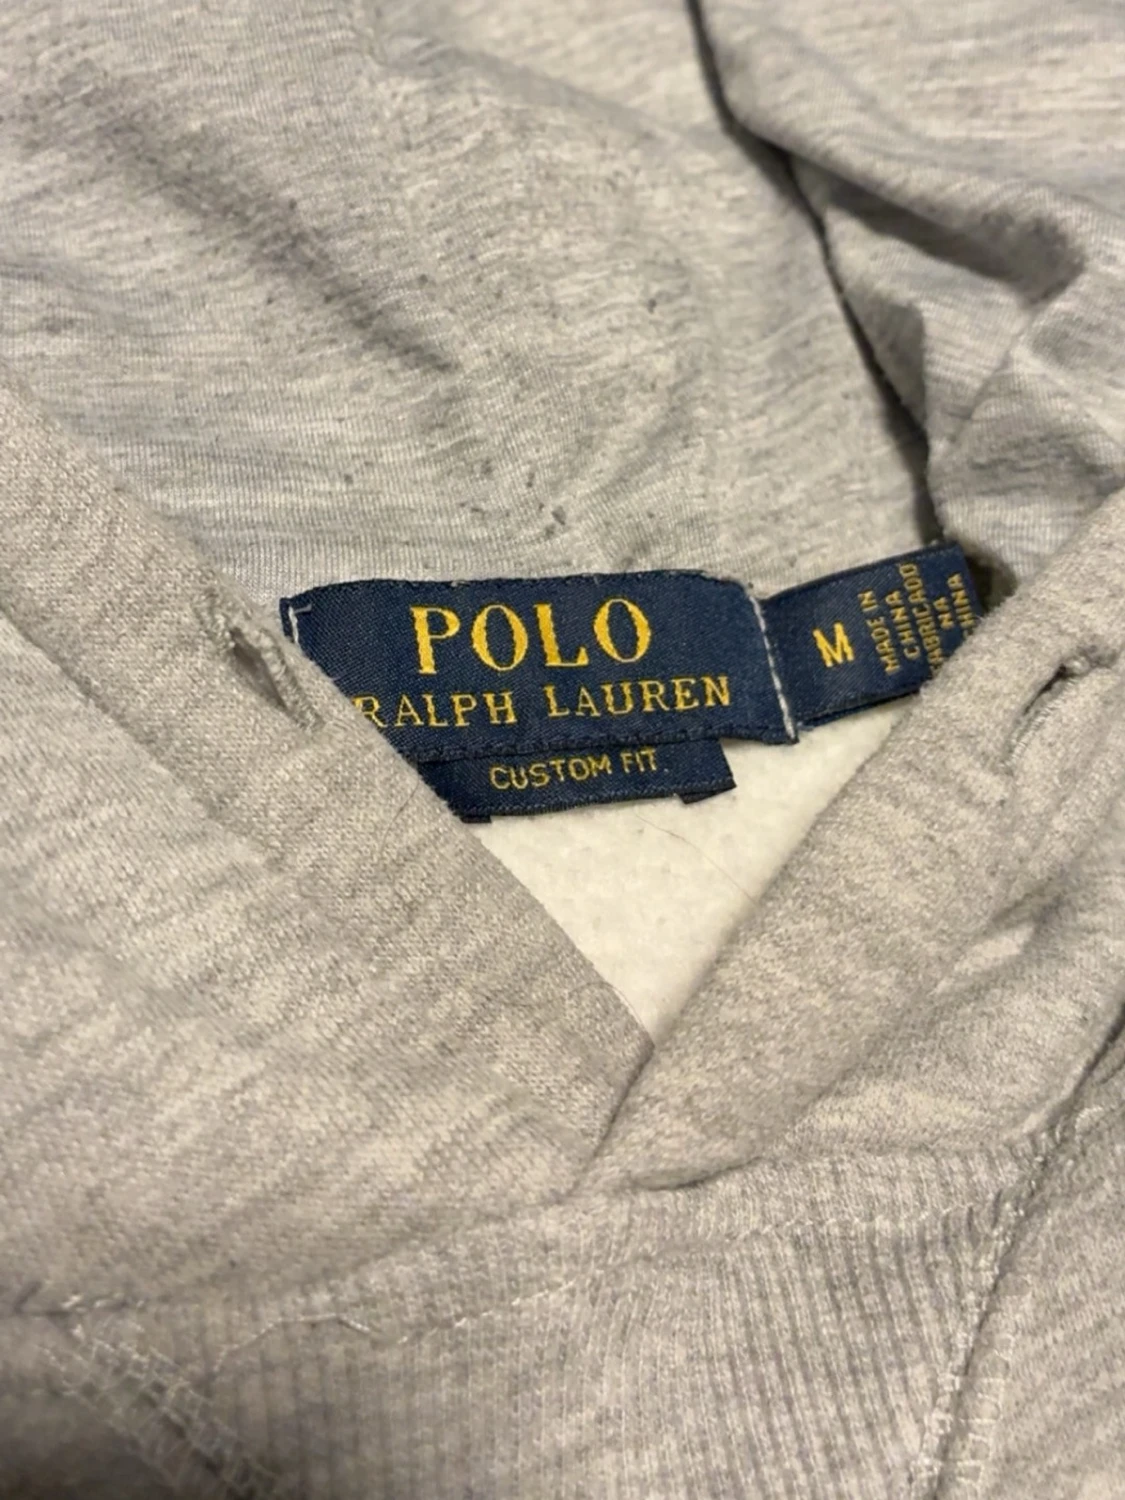 POLO
RALPH LAUREN
CUSTOM FIT
M
MADE IN
CHINA
FABRICADO
NA
CHINA